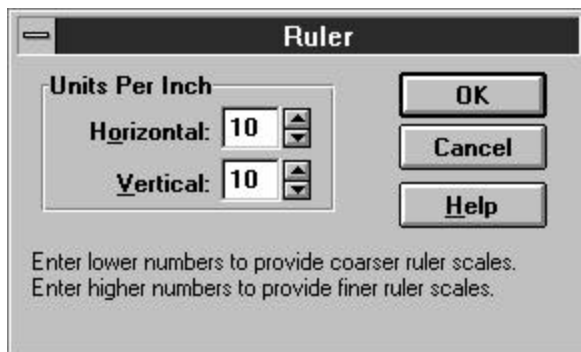 Ruler
Units Per Inch
Horizontal: 10
Vertical: 10
OK
Cancel
Help
Enter lower numbers to provide coarser ruler scales.
Enter higher numbers to provide finer ruler scales.